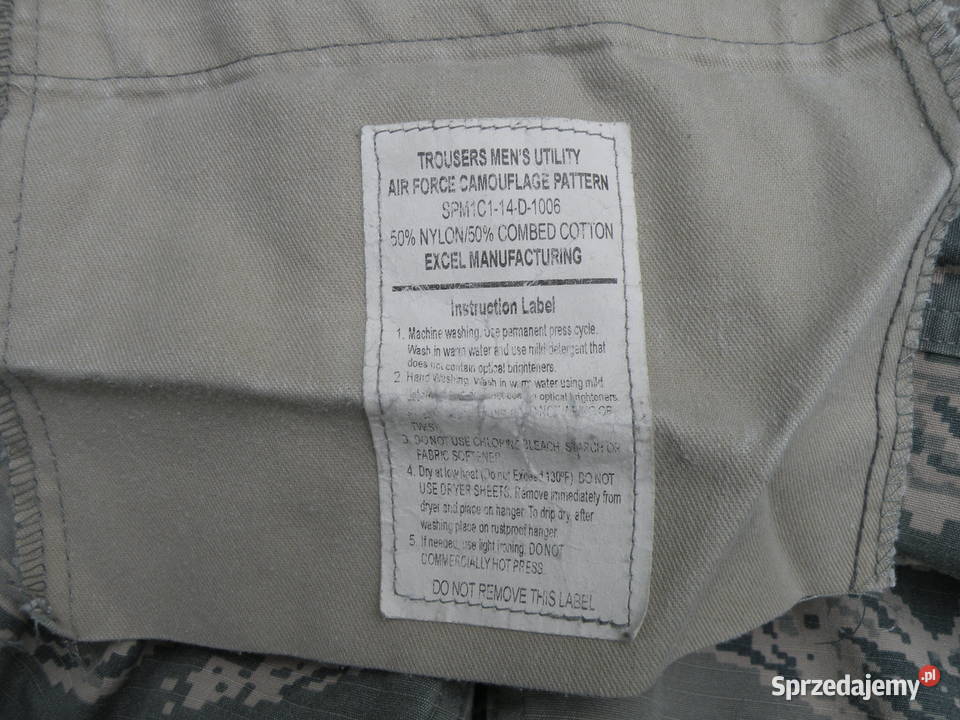 TROUSERS MEN'S UTILITY
AIR FORCE CAMOUFLAGE PATTERN
SPM1C1-14-D-1006
50% NYLON/50% COMBED COTTON
EXCEL MANUFACTURING
Instruction Label
1. Machine washing. Use permanent press cycle.
Wash in warm water and use mild detergent that
does not contain optical brighteners.
2. Hand Washing. Wash in warm water using mild
optical brighteners.
OR
TWIST
3. DO NOT USE CHLORINE BLEACH, STARCH OR
FABRIC SOFTENER
4. Dry at low heat (Do not Exceed 130ºF). DO NOT
USE DRYER SHEETS. Remove immediately from
dryer and place on hanger. To drip dry, after
washing place on rustproof hanger
5. If needed, use light ironing. DO NOT
COMMERCIALLY HOT PRESS
DO NOT REMOVE THIS LABEL
Sprzedajemy.pl